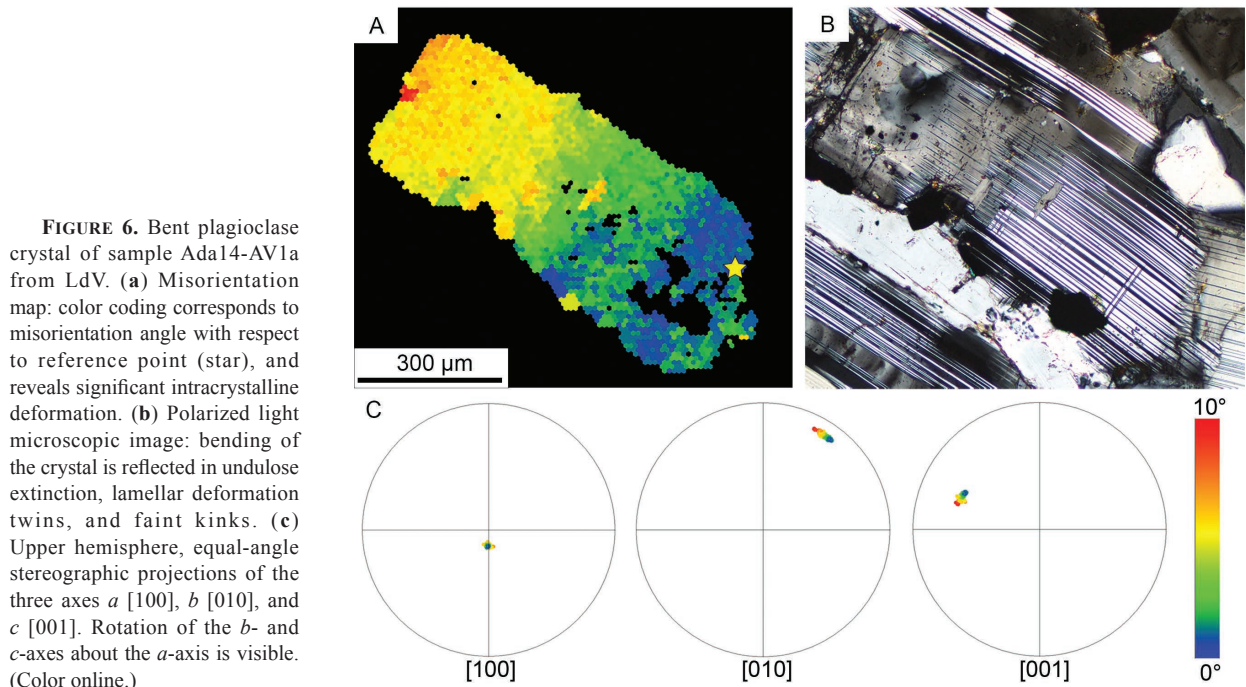 FIGURE 6. Bent plagioclase
crystal of sample Ada14-AV1a
from LdV. (a) Misorientation
map: color coding corresponds to
misorientation angle with respect
to reference point (star), and
reveals significant intracrystalline
deformation. (b) Polarized light
microscopic image: bending of
the crystal is reflected in undulose
extinction, lamellar deformation
twins, and faint kinks. (c)
Upper hemisphere, equal-angle
stereographic projections of the
three axes a [100], b [010], and
c [001]. Rotation of the b- and
c-axes about the a-axis is visible.
(Color online.)
A
300 µm
B
C
[100]
[010]
[001]
10°
0°